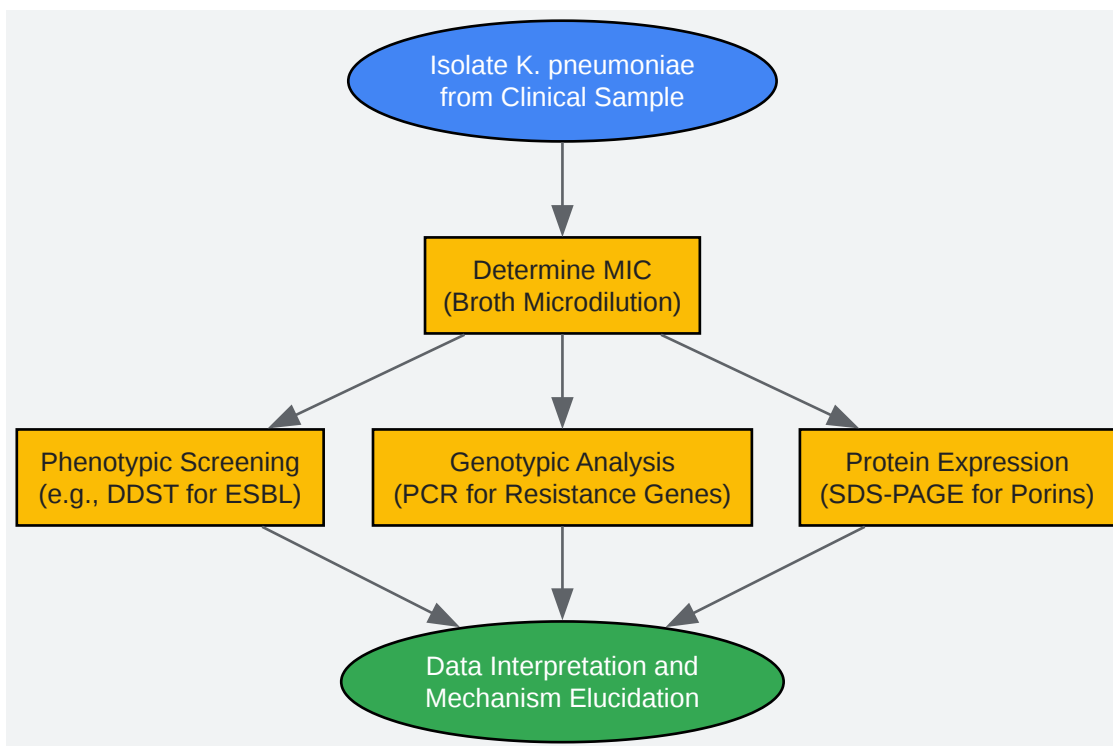 Isolate K. pneumoniae
from Clinical Sample
Determine MIC
(Broth Microdilution)
Phenotypic Screening
(e.g., DDST for ESBL)
Genotypic Analysis
(PCR for Resistance Genes)
Protein Expression
(SDS-PAGE for Porins)
Data Interpretation and
Mechanism Elucidation